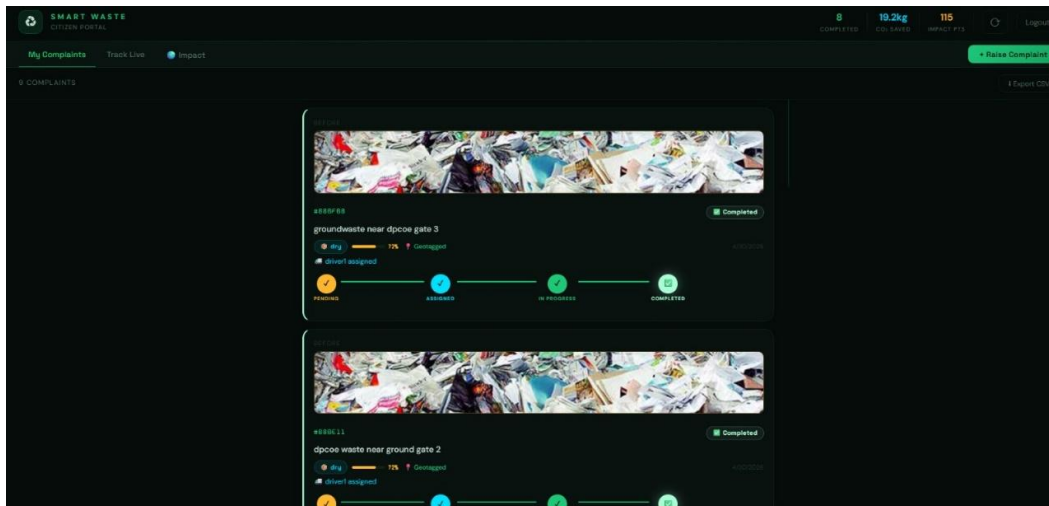 SMART WASTE
CITIZEN PORTAL
8
COMPLETED
19.2kg
CO₂ SAVED
115
IMPACT PTS
Logout
My Complaints
Track Live
Impact
+ Raise Complaint
9 COMPLAINTS
Export CSV
BEFORE
Completed
groundwaste near dpcoe gate 3
dry
72%
Geotagged
driver1 assigned
PENDING
ASSIGNED
IN PROGRESS
COMPLETED
BEFORE
Completed
dpcoe waste near ground gate 2
dry
72%
Geotagged
driver1 assigned